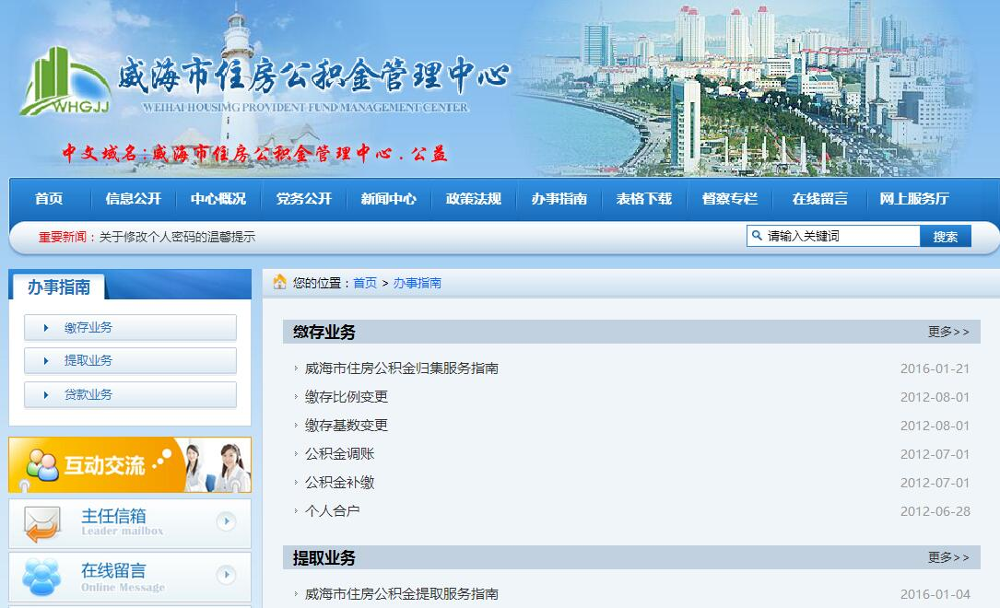 威海市住房公积金管理中心
WHGJJ
WEIHAI HOUSIMG PROVIDENT FUND MANAGEMENT CENTER
中文域名:威海市住房公积金管理中心.公益
首页 信息公开 中心概况 党务公开 新闻中心 政策法规 办事指南 表格下载 督察专栏 在线留言 网上服务厅
重要新闻：关于修改个人密码的温馨提示 请输入关键词 搜索
办事指南
缴存业务
提取业务
贷款业务
互动交流
主任信箱
Leader mailbox
在线留言
Online Message
您的位置：首页 > 办事指南
缴存业务 更多>>
威海市住房公积金归集服务指南 2016-01-21
缴存比例变更 2012-08-01
缴存基数变更 2012-08-01
公积金调账 2012-07-01
公积金补缴 2012-07-01
个人合户 2012-06-28
提取业务 更多>>
威海市住房公积金提取服务指南 2016-01-04